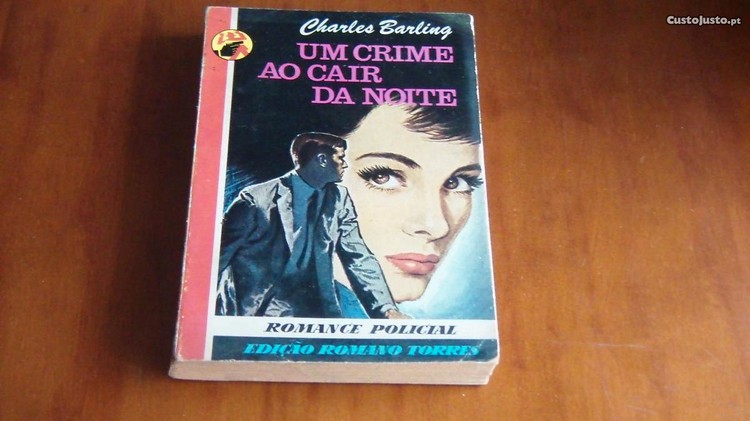 CustoJusto.pt
Charles Barling
UM CRIME
AO CAIR
DA NOITE
ROMANCE POLICIAL
EDIÇÃO ROMANO TORRES